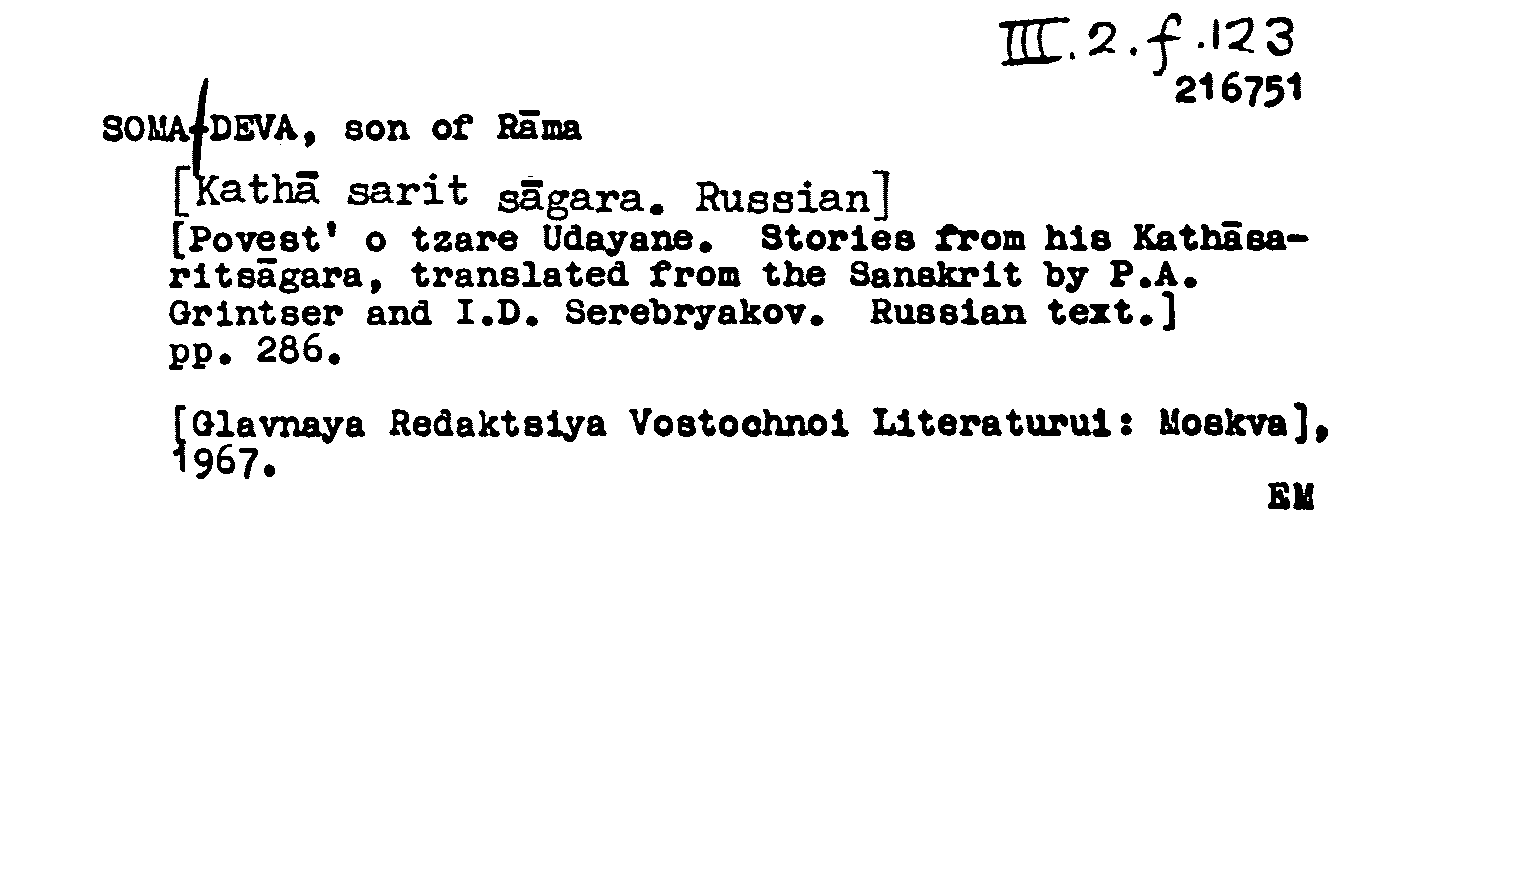 III.2.f.123
216751
SOMA-DEVA, son of Rāma
[Kathā sarit sāgara. Russian]
[Povest' o tzare Udayane. Stories from his Kathāsa-
ritsāgara, translated from the Sanskrit by P.A.
Grintser and I.D. Serebryakov. Russian text.]
pp. 286.
[Glavnaya Redaktsiya Vostochnoi Literaturui: Moskva],
1967.
EM